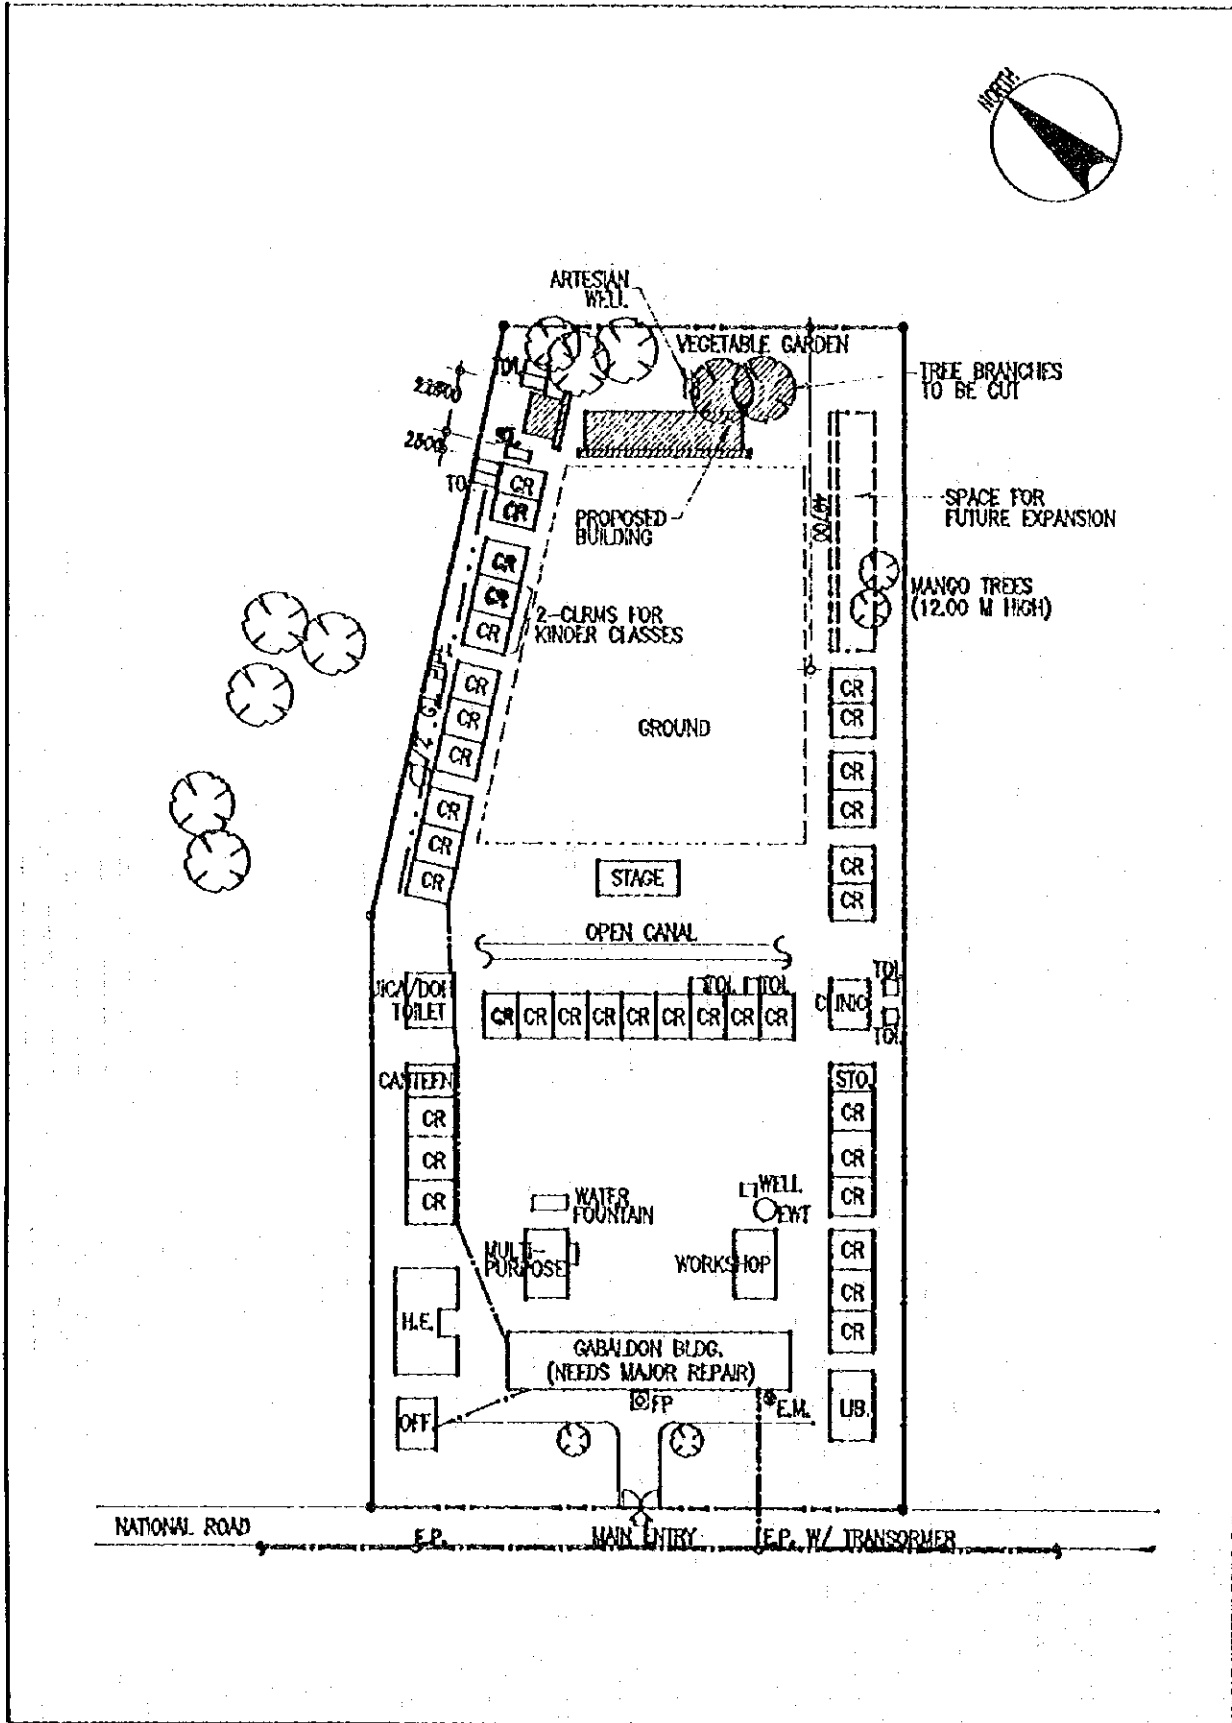 NORTH
ARTESIAN
WELL
VEGETABLE GARDEN
TREE BRANCHES
TO BE CUT
2500
CR
CR
PROPOSED
BUILDING
SPACE FOR
FUTURE EXPANSION
CR
CR
CR
2-CLRMS FOR
KINDER CLASSES
MANGO TREES
(12.00 M HIGH)
CR
CR
CR
GROUND
CR
CR
CR
CR
CR
CR
CR
STAGE
CR
CR
OPEN CANAL
JICA/DOH
TOILET
TOL TOL
CR CR CR CR CR CR CR CR CR
CLINIC
TOL
TOL
CANTEEN
CR
CR
CR
STO.
CR
CR
CR
WATER
FOUNTAIN
WELL
EWT
MULTI-
PURPOSE
WORKSHOP
CR
CR
CR
H.E.
GABALDON BLDG.
(NEEDS MAJOR REPAIR)
OFF.
FP
E.M.
LIB.
NATIONAL ROAD
E.P.
MAIN ENTRY
E.P. W/ TRANSORMER